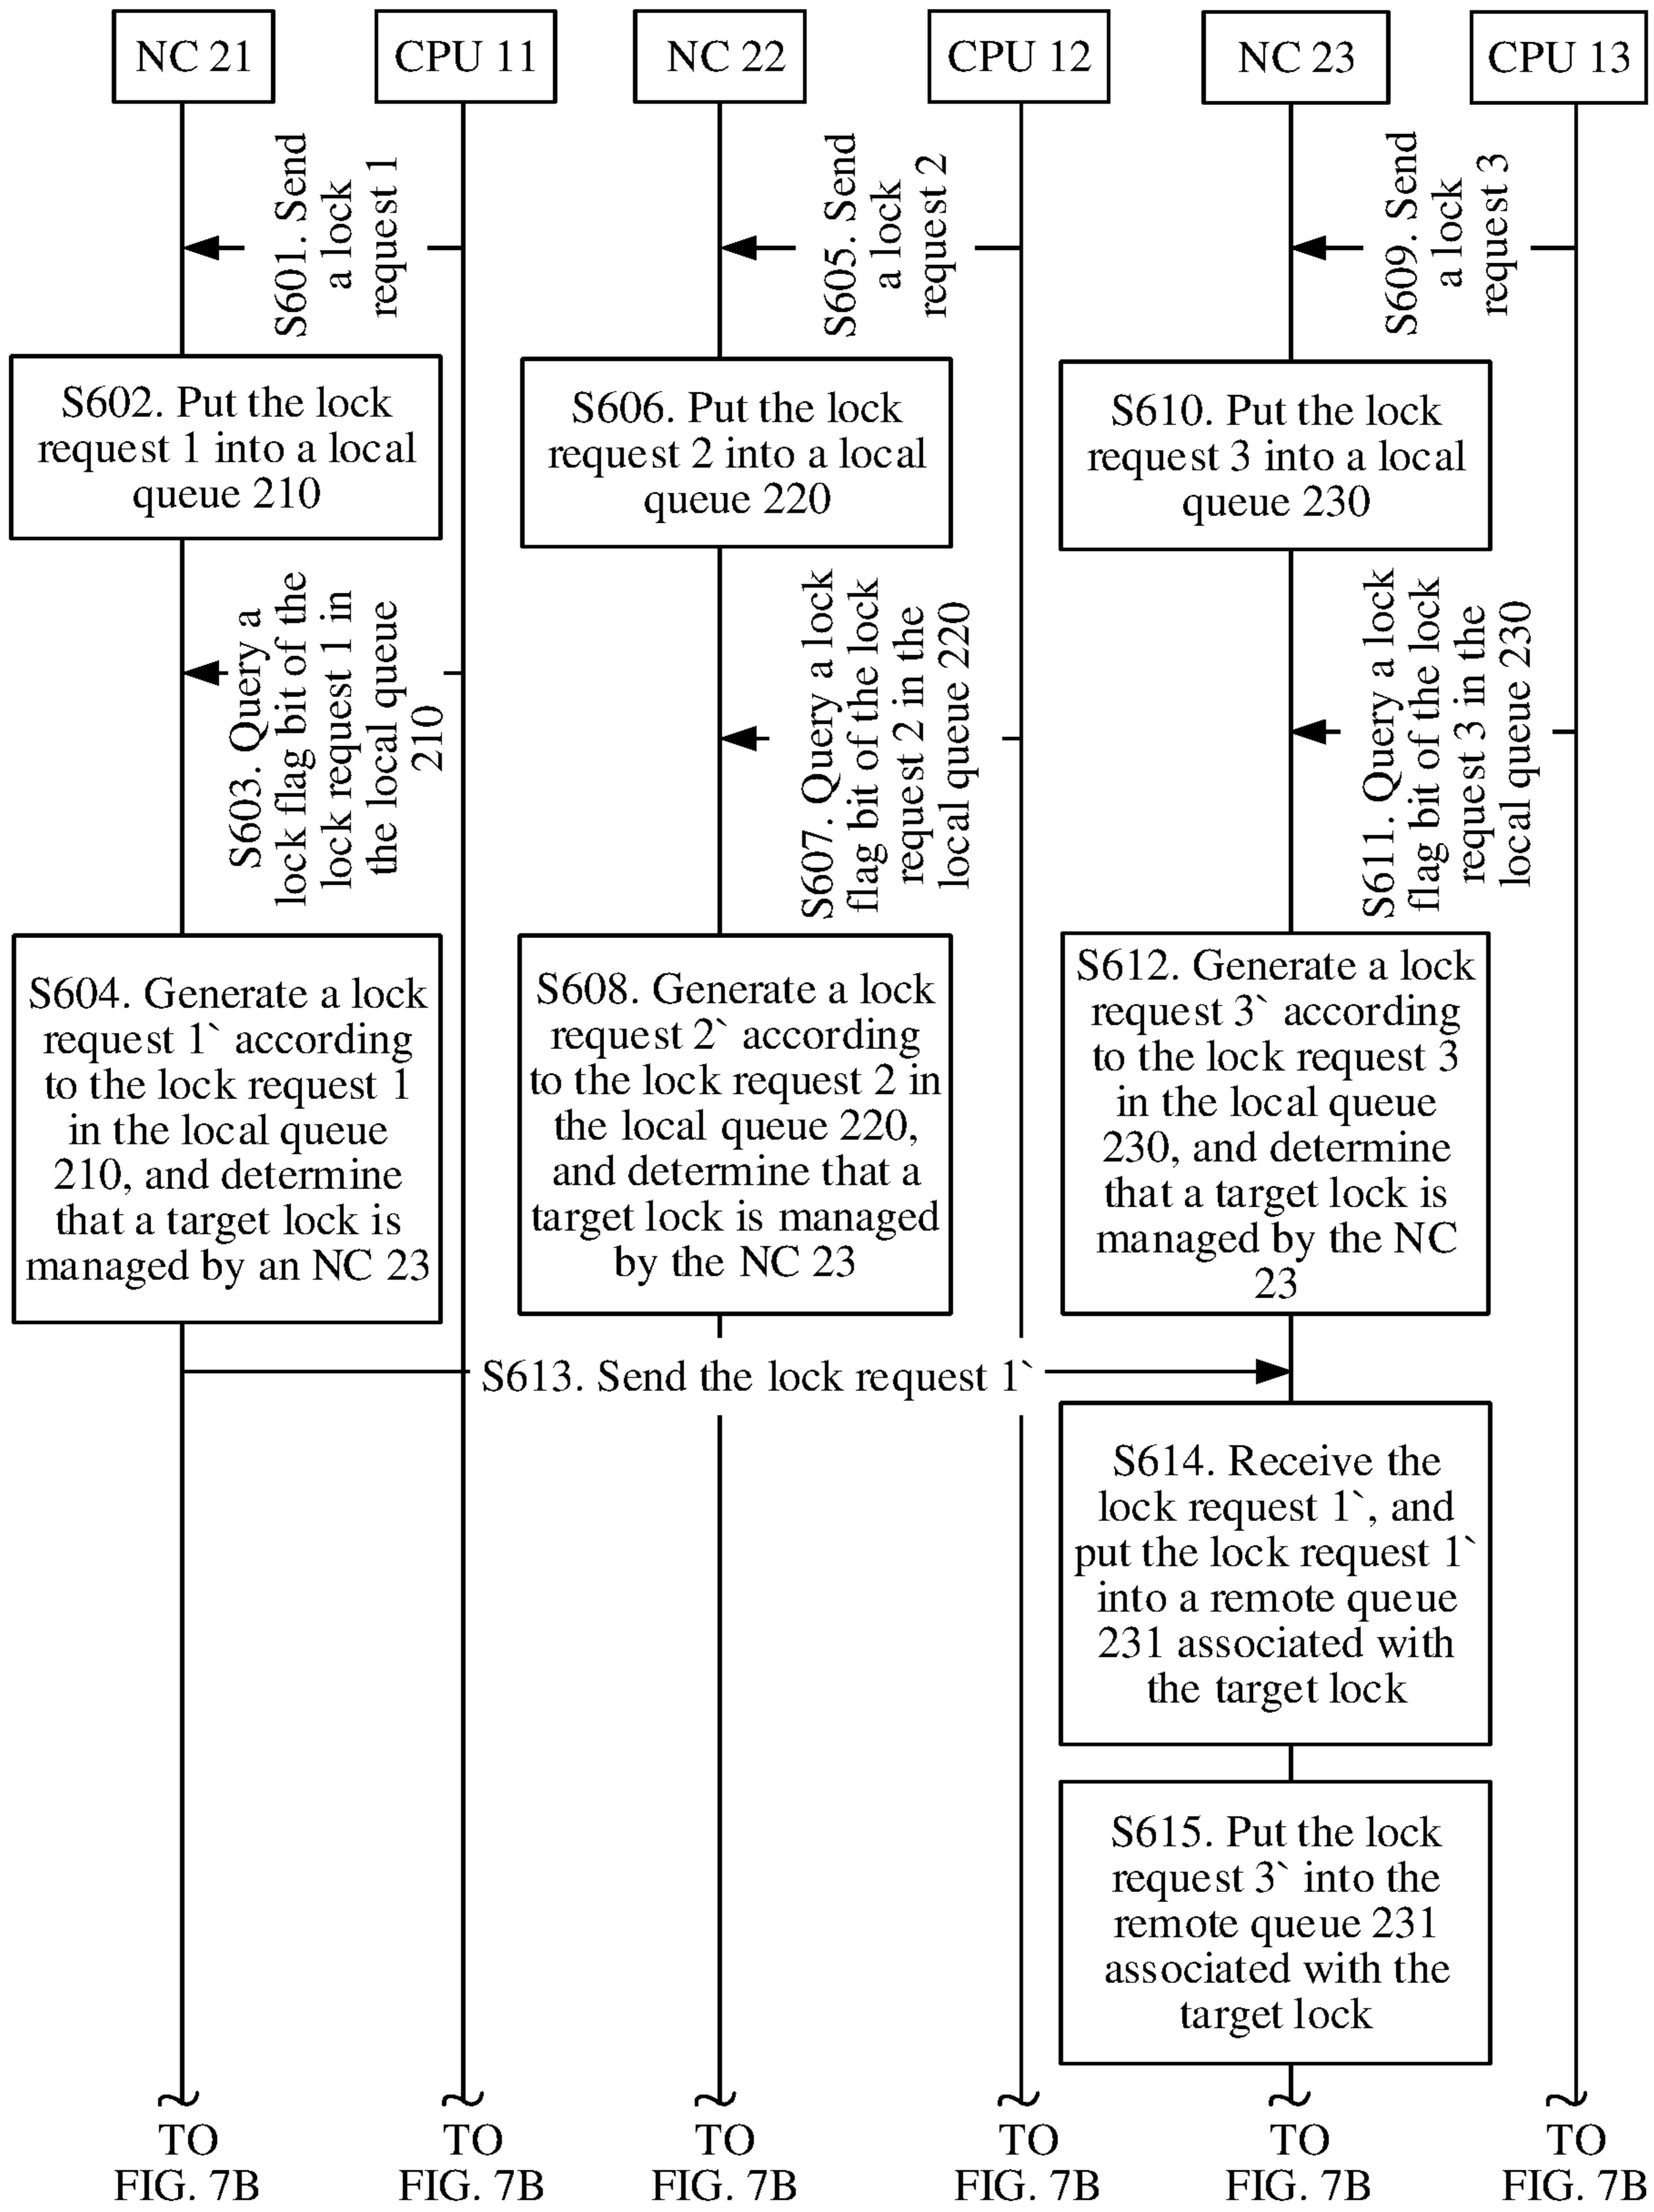 NC 21
CPU 11
NC 22
CPU 12
NC 23
CPU 13
S601. Send
a lock
request 1
S605. Send
a lock
request 2
S609. Send
a lock
request 3
S602. Put the lock
request 1 into a local
queue 210
S606. Put the lock
request 2 into a local
queue 220
S610. Put the lock
request 3 into a local
queue 230
S603. Query a
lock flag bit of the
lock request 1 in
the local queue
210
S607. Query a lock
flag bit of the lock
request 2 in the
local queue 220
S611. Query a lock
flag bit of the lock
request 3 in the
local queue 230
S604. Generate a lock
request 1` according
to the lock request 1
in the local queue
210, and determine
that a target lock is
managed by an NC 23
S608. Generate a lock
request 2` according
to the lock request 2 in
the local queue 220,
and determine that a
target lock is managed
by the NC 23
S612. Generate a lock
request 3` according
to the lock request 3
in the local queue
230, and determine
that a target lock is
managed by the NC
23
S613. Send the lock request 1`
S614. Receive the
lock request 1`, and
put the lock request 1`
into a remote queue
231 associated with
the target lock
S615. Put the lock
request 3` into the
remote queue 231
associated with the
target lock
TO
FIG. 7B
TO
FIG. 7B
TO
FIG. 7B
TO
FIG. 7B
TO
FIG. 7B
TO
FIG. 7B